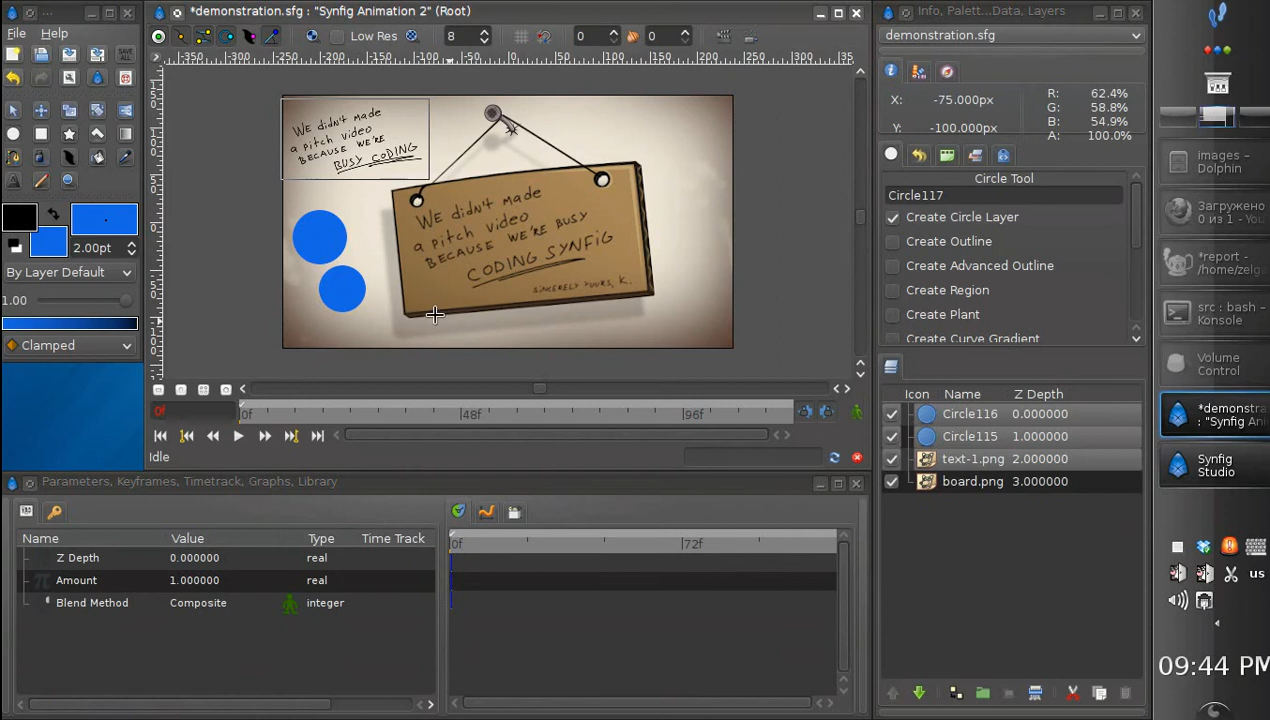 *demonstration.sfg : "Synfig Animation 2" (Root)
Info, Palett...Data, Layers
File Help
SAVE ALL
Low Res 8 0 0
demonstration.sfg
X: -75.000px
Y: -100.000px
R: 62.4%
G: 58.8%
B: 54.9%
A: 100.0%
WE didn't made
a pitch video
BECAUSE WE'RE
BUSY CODING
WE didn't made
a pitch video
BECAUSE WE'RE BUSY
CODING SYNFIG
SINCERELY YOURS, K.
2.00pt
By Layer Default
1.00
Clamped
Circle Tool
Circle117
Create Circle Layer
Create Outline
Create Advanced Outline
Create Region
Create Plant
Create Curve Gradient
0f 0f 48f 96f
Idle
Icon Name Z Depth
Circle116 0.000000
Circle115 1.000000
text-1.png 2.000000
board.png 3.000000
Parameters, Keyframes, Timetrack, Graphs, Library
Name Value Type Time Track
Z Depth 0.000000 real
Amount 1.000000 real
Blend Method Composite integer
0f 72f
images –
Dolphin
Загружено
0 из 1 -
*report -
/home/zelg
src : bash –
Konsole
Volume
Control
*demonstra
: "Synfig Ani
Synfig
Studio
us
09:44 PM